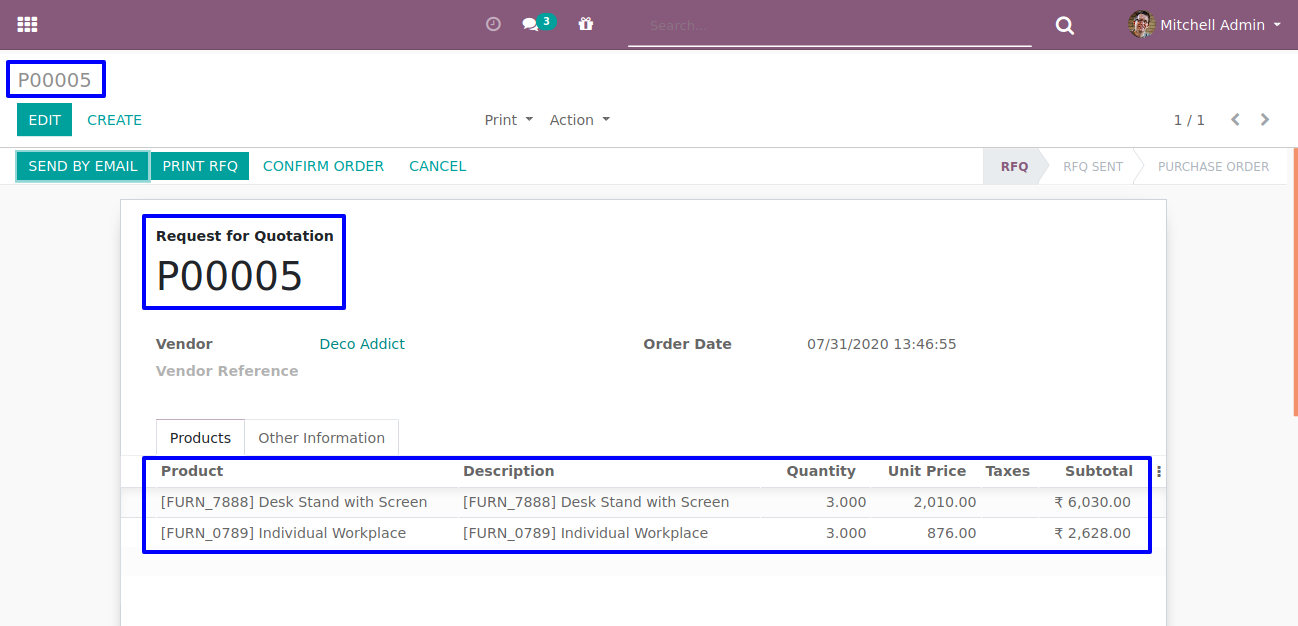 3 Search... Mitchell Admin
P00005
EDIT CREATE Print Action 1 / 1
SEND BY EMAIL PRINT RFQ CONFIRM ORDER CANCEL RFQ RFQ SENT PURCHASE ORDER
Request for Quotation
P00005
Vendor Deco Addict Order Date 07/31/2020 13:46:55
Vendor Reference
Products Other Information
Product Description Quantity Unit Price Taxes Subtotal
[FURN_7888] Desk Stand with Screen [FURN_7888] Desk Stand with Screen 3.000 2,010.00 ₹ 6,030.00
[FURN_0789] Individual Workplace [FURN_0789] Individual Workplace 3.000 876.00 ₹ 2,628.00